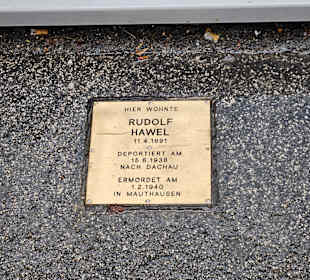 HIER WOHNTE
RUDOLF
HAWEL
11.4.1891
DEPORTIERT AM
15.6.1938
NACH DACHAU
ERMORDET AM
1.2.1940
IN MAUTHAUSEN